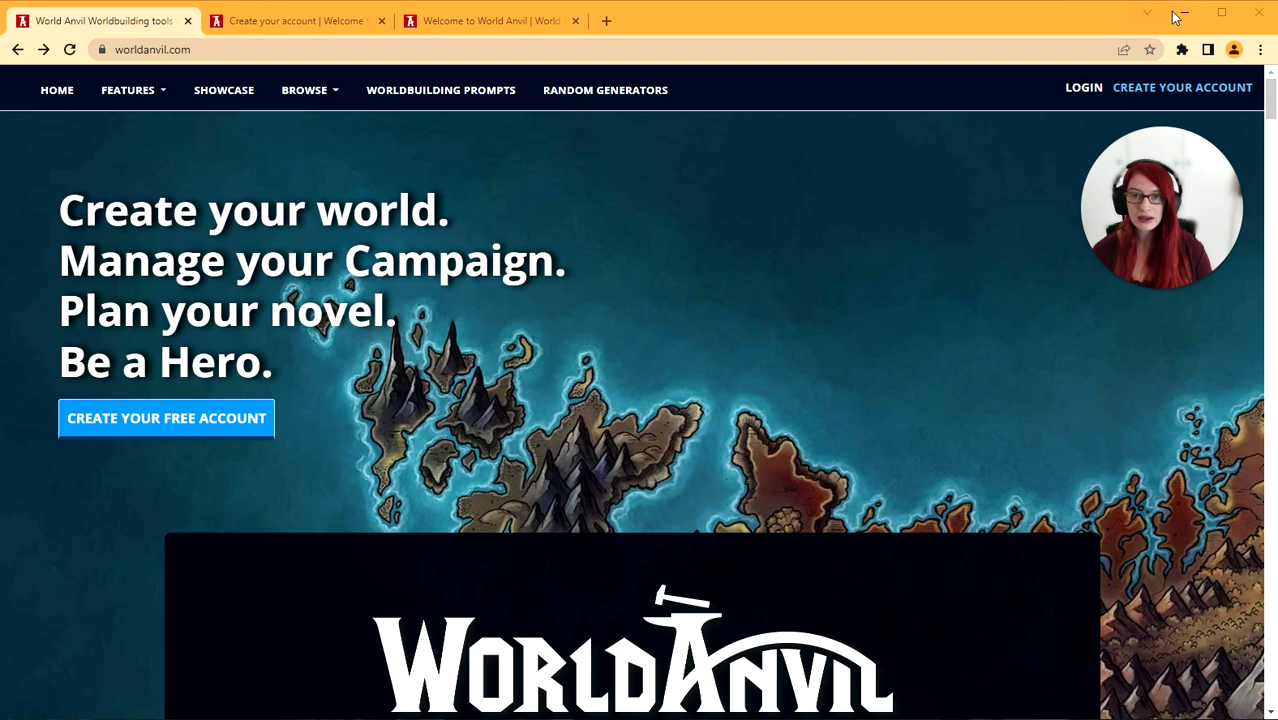 World Anvil Worldbuilding tools
Create your account | Welcome t
Welcome to World Anvil | World
worldanvil.com
HOME
FEATURES
SHOWCASE
BROWSE
WORLDBUILDING PROMPTS
RANDOM GENERATORS
LOGIN
CREATE YOUR ACCOUNT
Create your world.
Manage your Campaign.
Plan your novel.
Be a Hero.
CREATE YOUR FREE ACCOUNT
WORLDANVIL